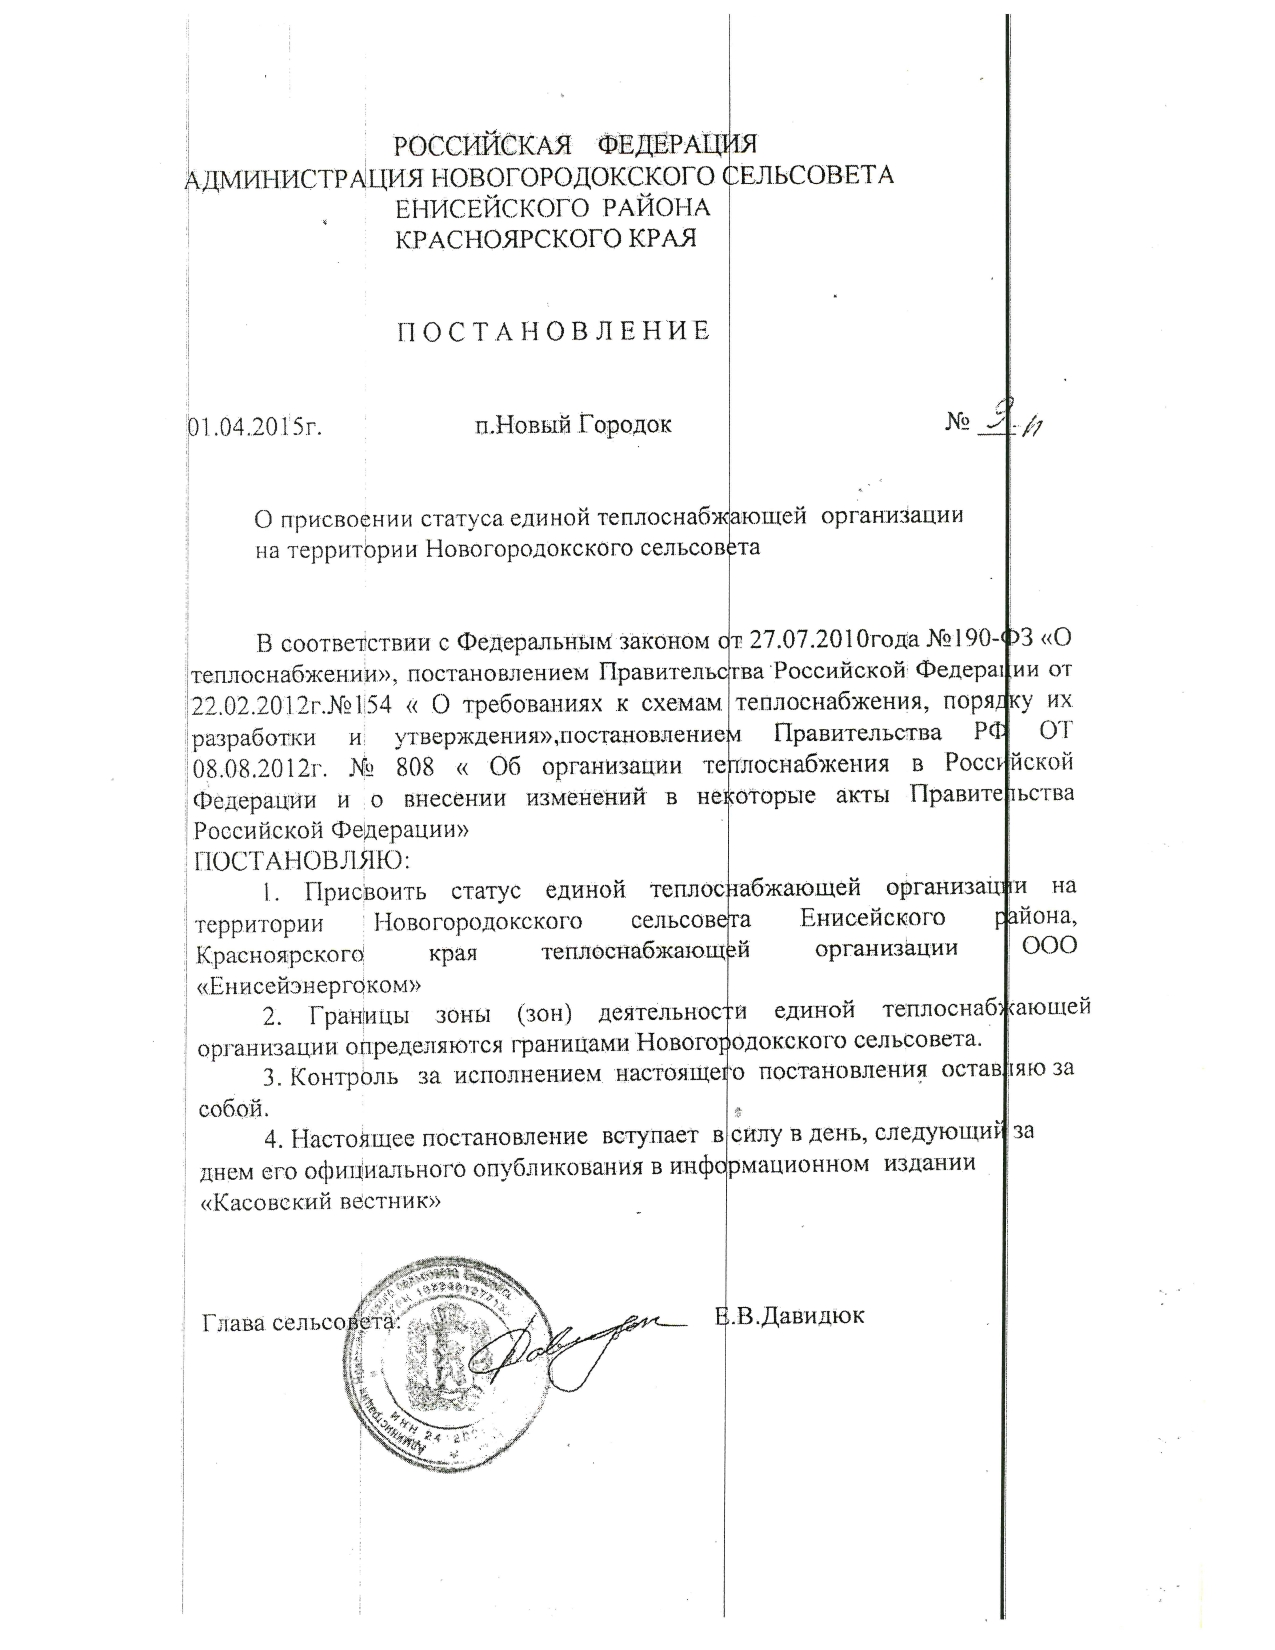 РОССИЙСКАЯ ФЕДЕРАЦИЯ
АДМИНИСТРАЦИЯ НОВОГОРОДОКСКОГО СЕЛЬСОВЕТА
ЕНИСЕЙСКОГО РАЙОНА
КРАСНОЯРСКОГО КРАЯ
ПОСТАНОВЛЕНИЕ
01.04.2015г. п.Новый Городок №
О присвоении статуса единой теплоснабжающей организации
на территории Новогородокского сельсовета
В соответствии с Федеральным законом от 27.07.2010года №190-ФЗ «О
теплоснабжении», постановлением Правительства Российской Федерации от
22.02.2012г.№154 « О требованиях к схемам теплоснабжения, порядку их
разработки и утверждения»,постановлением Правительства РФ ОТ
08.08.2012г. № 808 « Об организации теплоснабжения в Российской
Федерации и о внесении изменений в некоторые акты Правительства
Российской Федерации»
ПОСТАНОВЛЯЮ:
1. Присвоить статус единой теплоснабжающей организации на
территории Новогородокского сельсовета Енисейского района,
Красноярского края теплоснабжающей организации ООО
«Енисейэнергоком»
2. Границы зоны (зон) деятельности единой теплоснабжающей
организации определяются границами Новогородокского сельсовета.
3. Контроль за исполнением настоящего постановления оставляю за
собой.
4. Настоящее постановление вступает в силу в день, следующий за
днем его официального опубликования в информационном издании
«Касовский вестник»
Глава сельсовета: Е.В.Давидюк